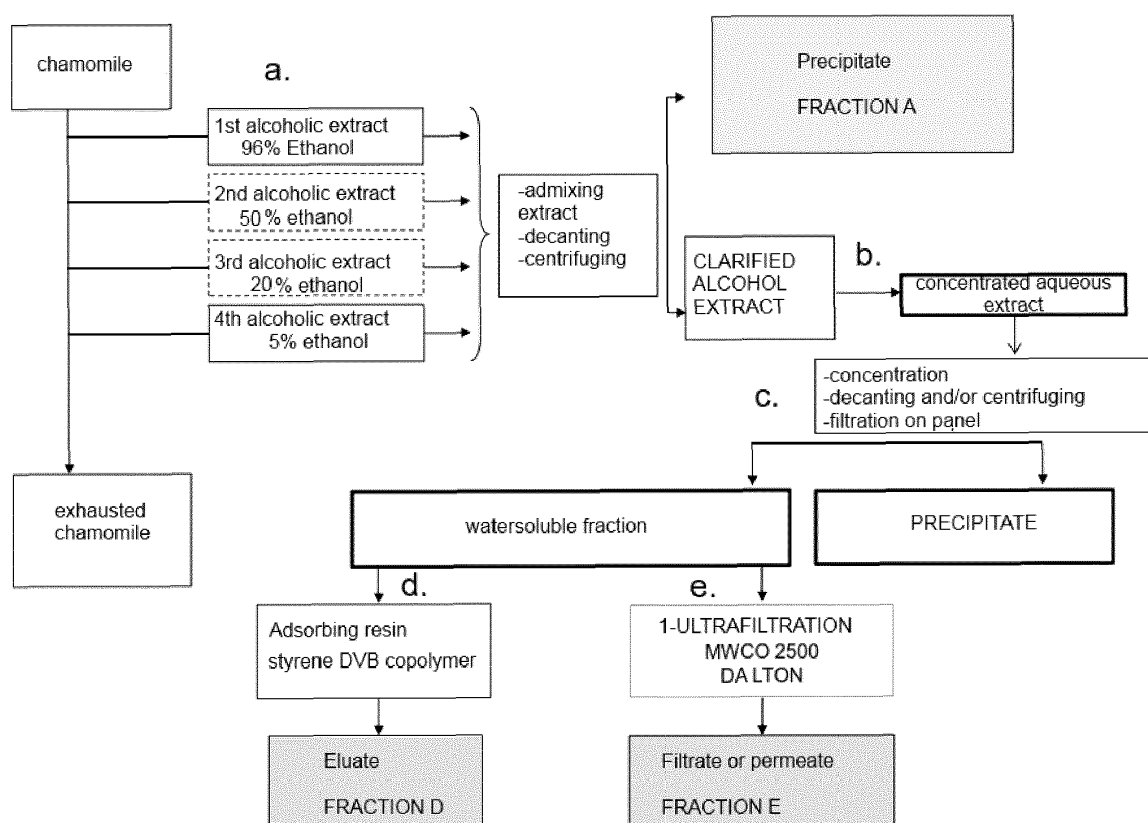 chamomile
a.
1st alcoholic extract
96% Ethanol
2nd alcoholic extract
50% ethanol
3rd alcoholic extract
20% ethanol
4th alcoholic extract
5% ethanol
exhausted
chamomile
-admixing
extract
-decanting
-centrifuging
Precipitate
FRACTION A
CLARIFIED
ALCOHOL
EXTRACT
b.
concentrated aqueous
extract
c.
-concentration
-decanting and/or centrifuging
-filtration on panel
watersoluble fraction
PRECIPITATE
d.
Adsorbing resin
styrene DVB copolymer
Eluate
FRACTION D
e.
1-ULTRAFILTRATION
MWCO 2500
DA LTON
Filtrate or permeate
FRACTION E